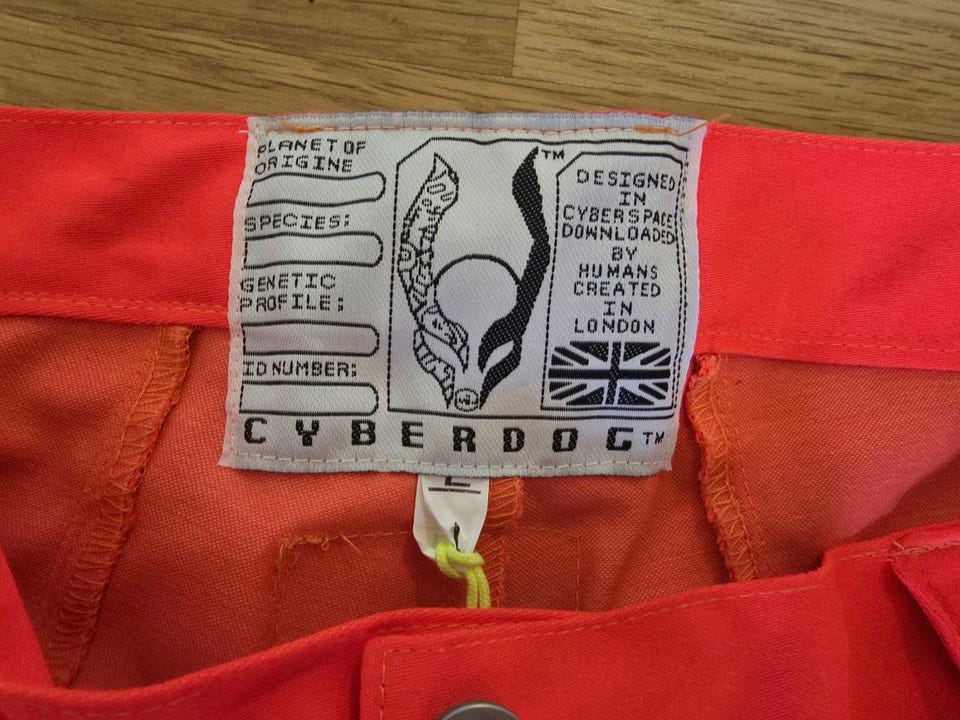 PLANET OF
ORIGINE
SPECIES:
GENETIC
PROFILE:
ID NUMBER:
TM
DESIGNED
IN
CYBERSPACE
DOWNLOADED
BY
HUMANS
CREATED
IN
LONDON
CYBERDOG TM